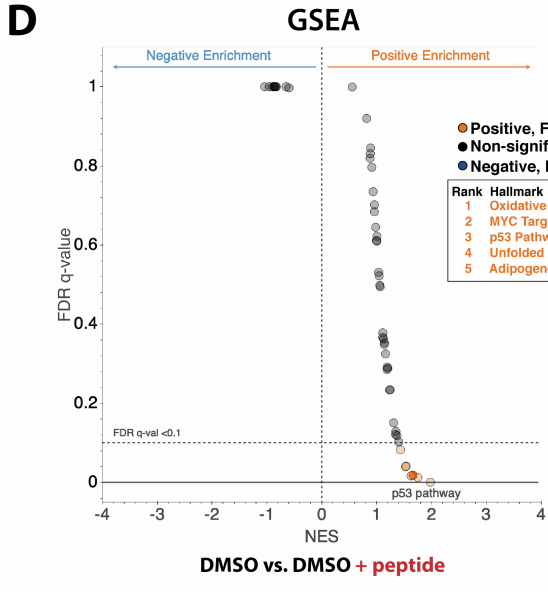 D
GSEA
Negative Enrichment
Positive Enrichment
1
0.8
0.6
0.4
0.2
0
FDR q-value
Positive, F
Non-signif
Negative,
Rank Hallmark
1 Oxidative
2 MYC Targ
3 p53 Pathw
4 Unfolded
5 Adipogen
FDR q-val <0.1
p53 pathway
-4 -3 -2 -1 0 1 2 3 4
NES
DMSO vs. DMSO + peptide